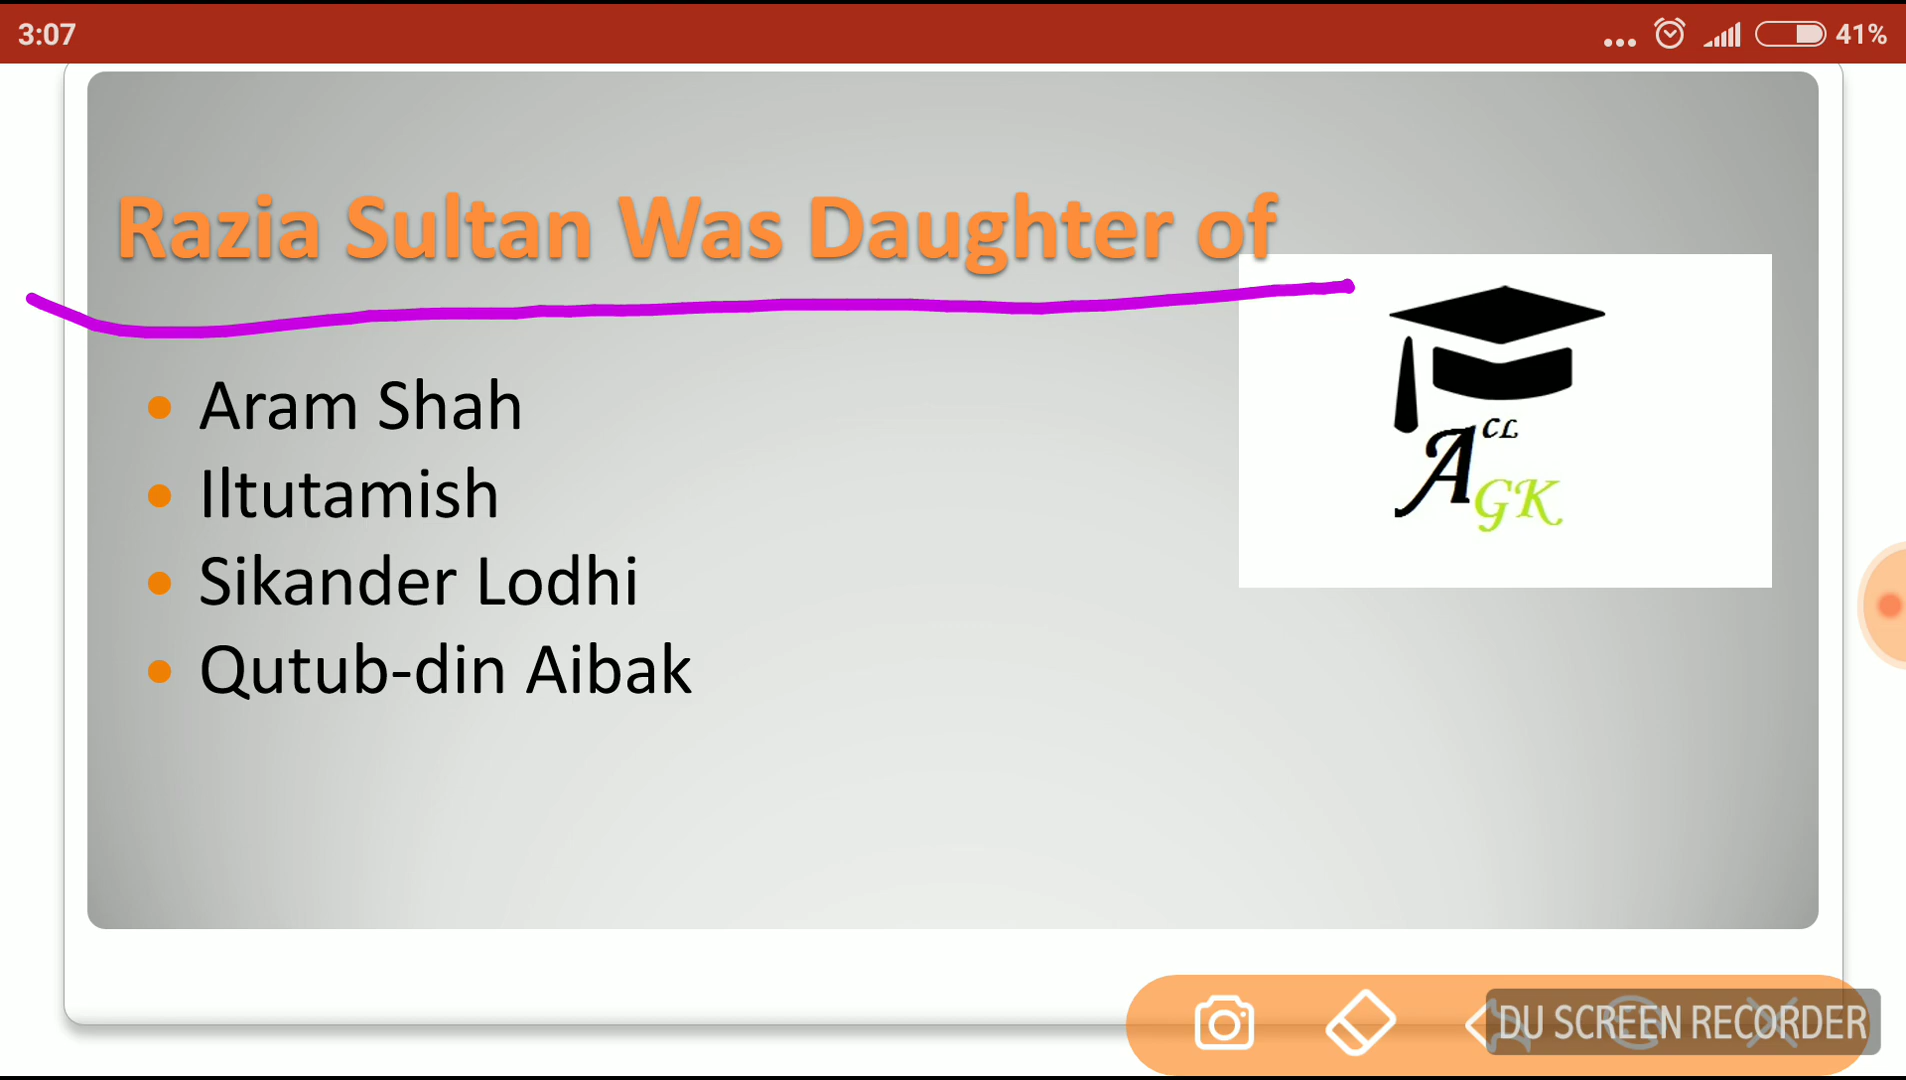 3:07
41%
Razia Sultan Was Daughter of
Aram Shah
Iltutamish
Sikander Lodhi
Qutub-din Aibak
A CL
GK
DU SCREEN RECORDER